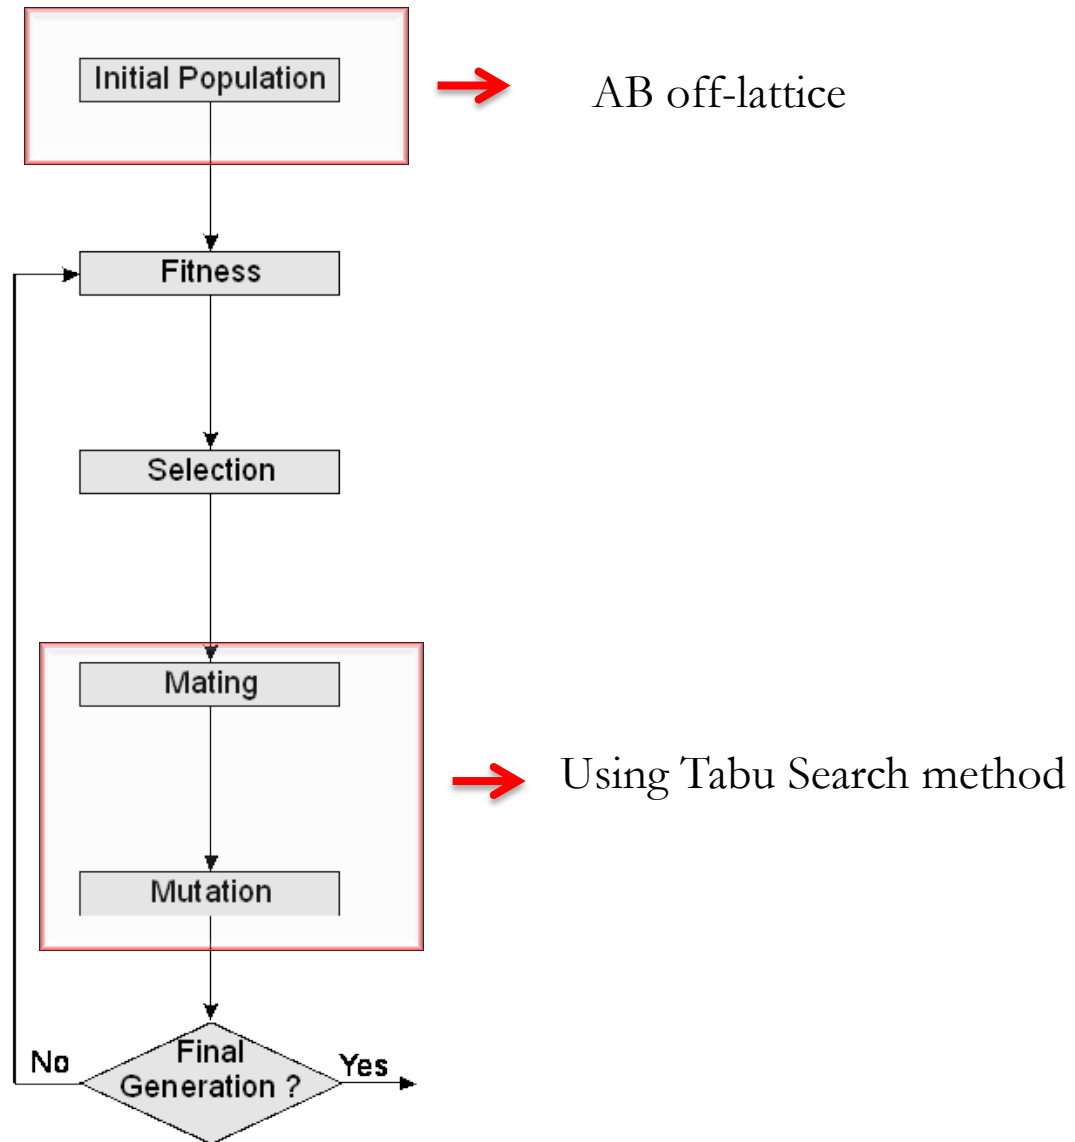 Initial Population
AB off-lattice
Fitness
Selection
Mating
Using Tabu Search method
Mutation
Final
Generation ?
No
Yes